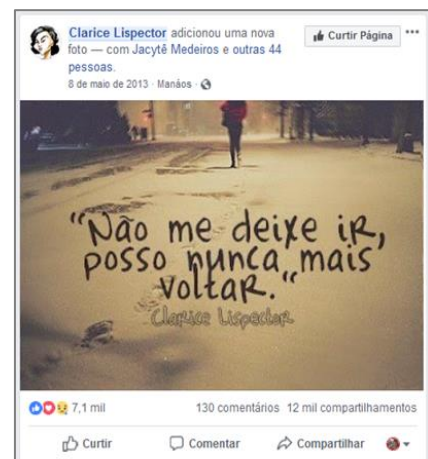 Clarice Lispector adicionou uma nova
foto — com Jacytê Medeiros e outras 44
pessoas.
8 de maio de 2013 · Manáos ·
Curtir Página
"Não me deixe ir,
posso nunca mais
voltar."
Clarice Lispector
7,1 mil
130 comentários 12 mil compartilhamentos
Curtir Comentar Compartilhar